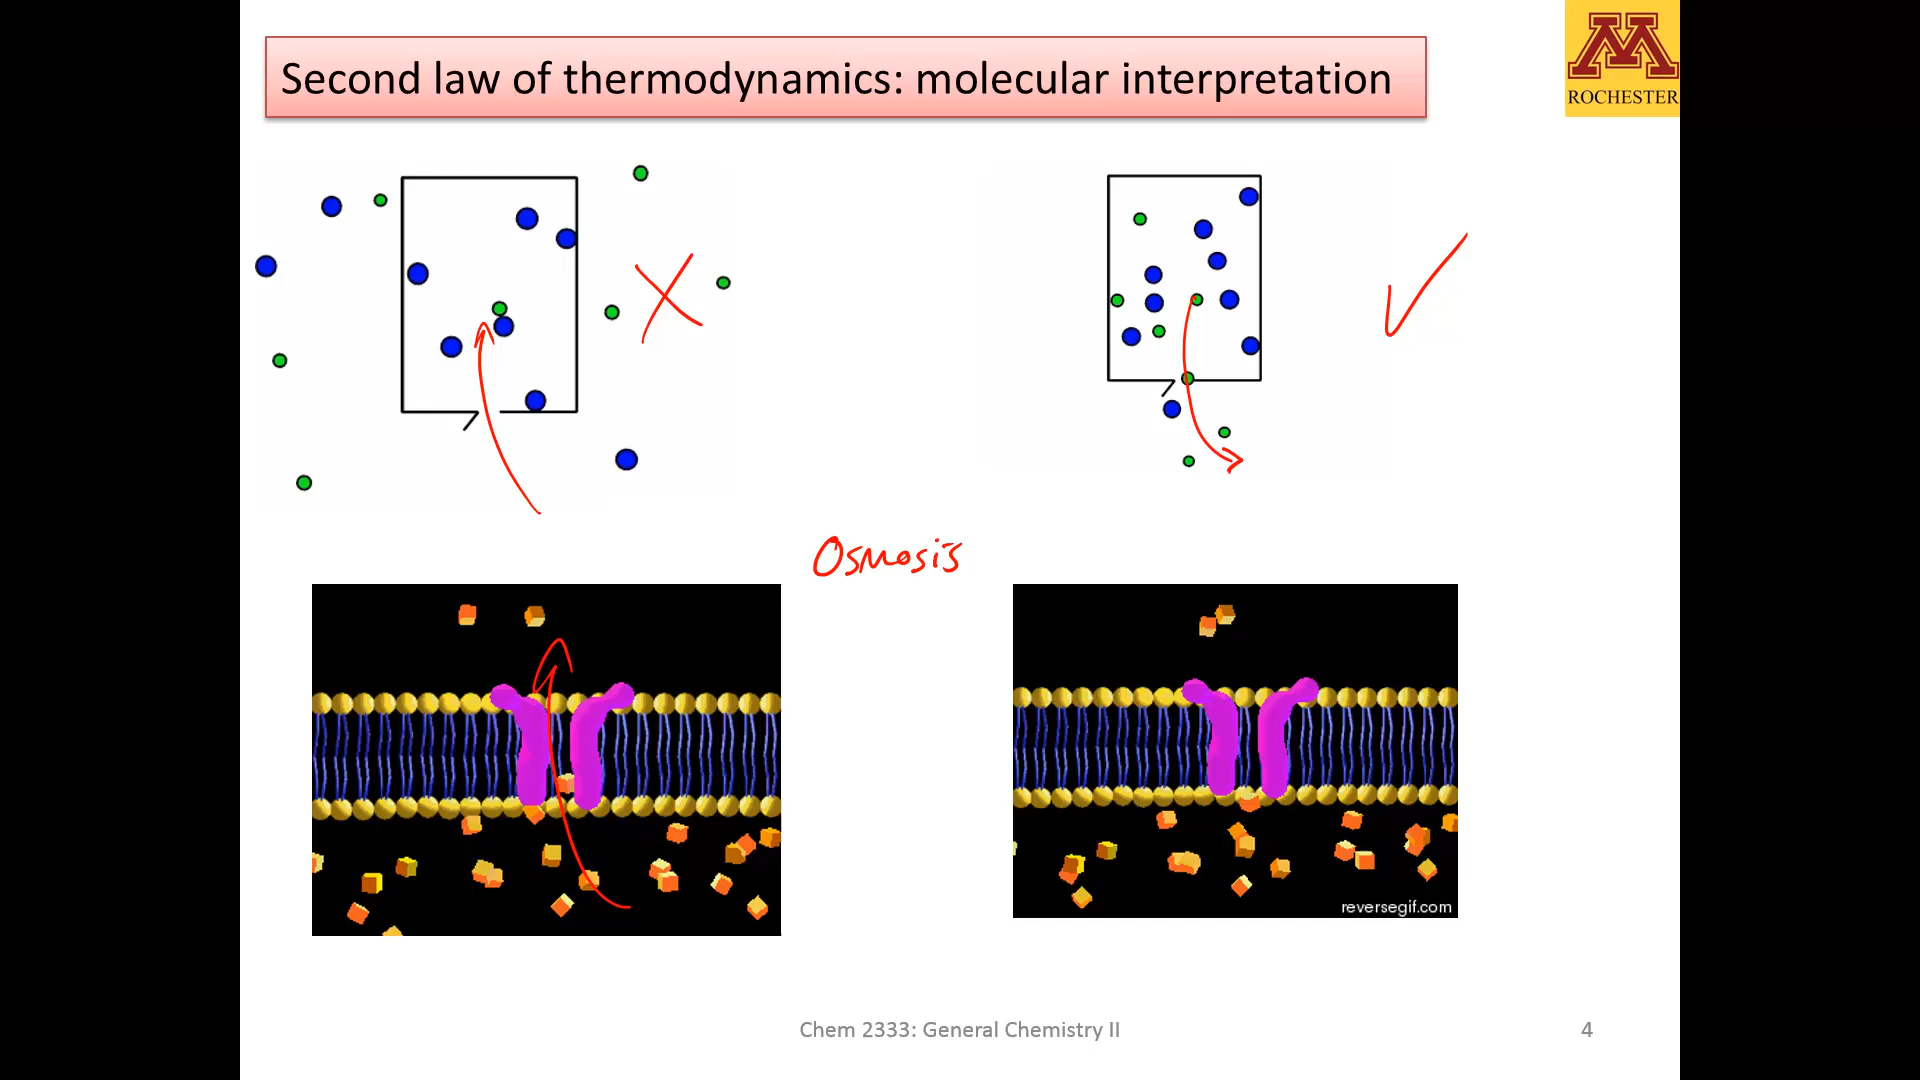 Second law of thermodynamics: molecular interpretation
M
ROCHESTER
Osmosis
reversegif.com
Chem 2333: General Chemistry II
4